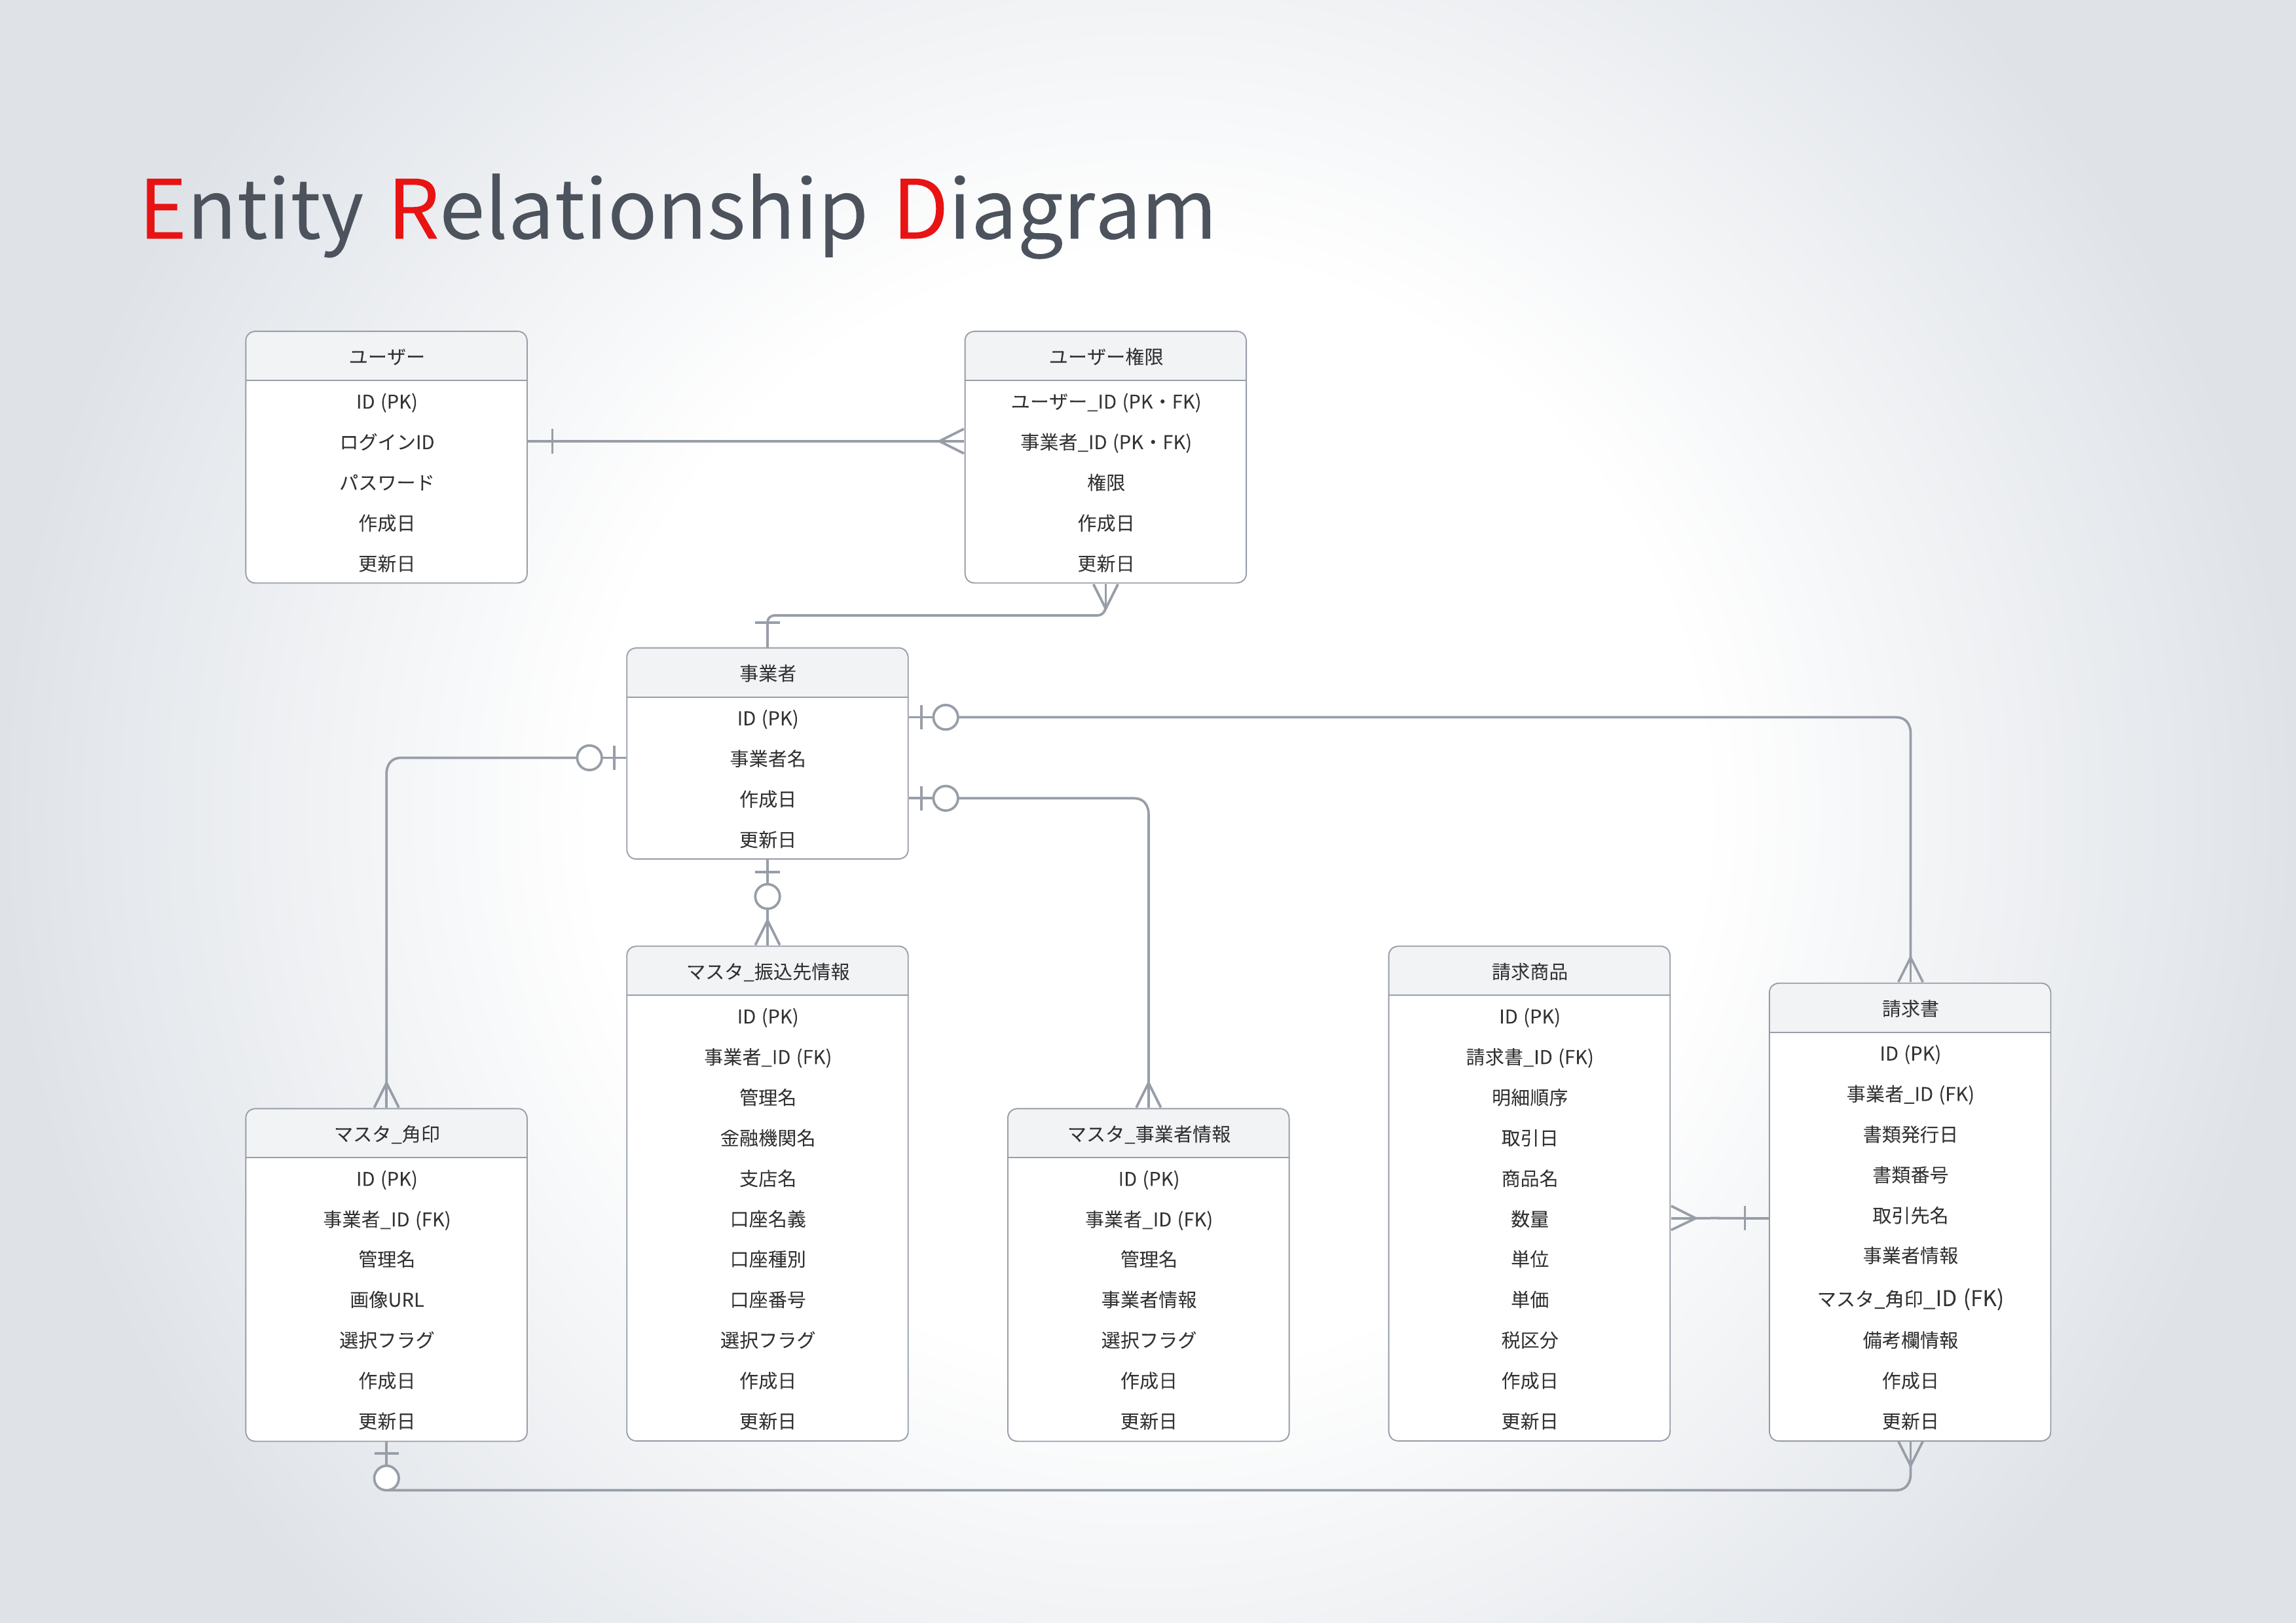 Entity Relationship Diagram
ユーザー
ID (PK)
ログインID
パスワード
作成日
更新日
ユーザー権限
ユーザー_ID (PK・FK)
事業者_ID (PK・FK)
権限
作成日
更新日
事業者
ID (PK)
事業者名
作成日
更新日
マスタ_角印
ID (PK)
事業者_ID (FK)
管理名
画像URL
選択フラグ
作成日
更新日
マスタ_振込先情報
ID (PK)
事業者_ID (FK)
管理名
金融機関名
支店名
口座名義
口座種別
口座番号
選択フラグ
作成日
更新日
マスタ_事業者情報
ID (PK)
事業者_ID (FK)
管理名
事業者情報
選択フラグ
作成日
更新日
請求商品
ID (PK)
請求書_ID (FK)
明細順序
取引日
商品名
数量
単位
単価
税区分
作成日
更新日
請求書
ID (PK)
事業者_ID (FK)
書類発行日
書類番号
取引先名
事業者情報
マスタ_角印_ID (FK)
備考欄情報
作成日
更新日